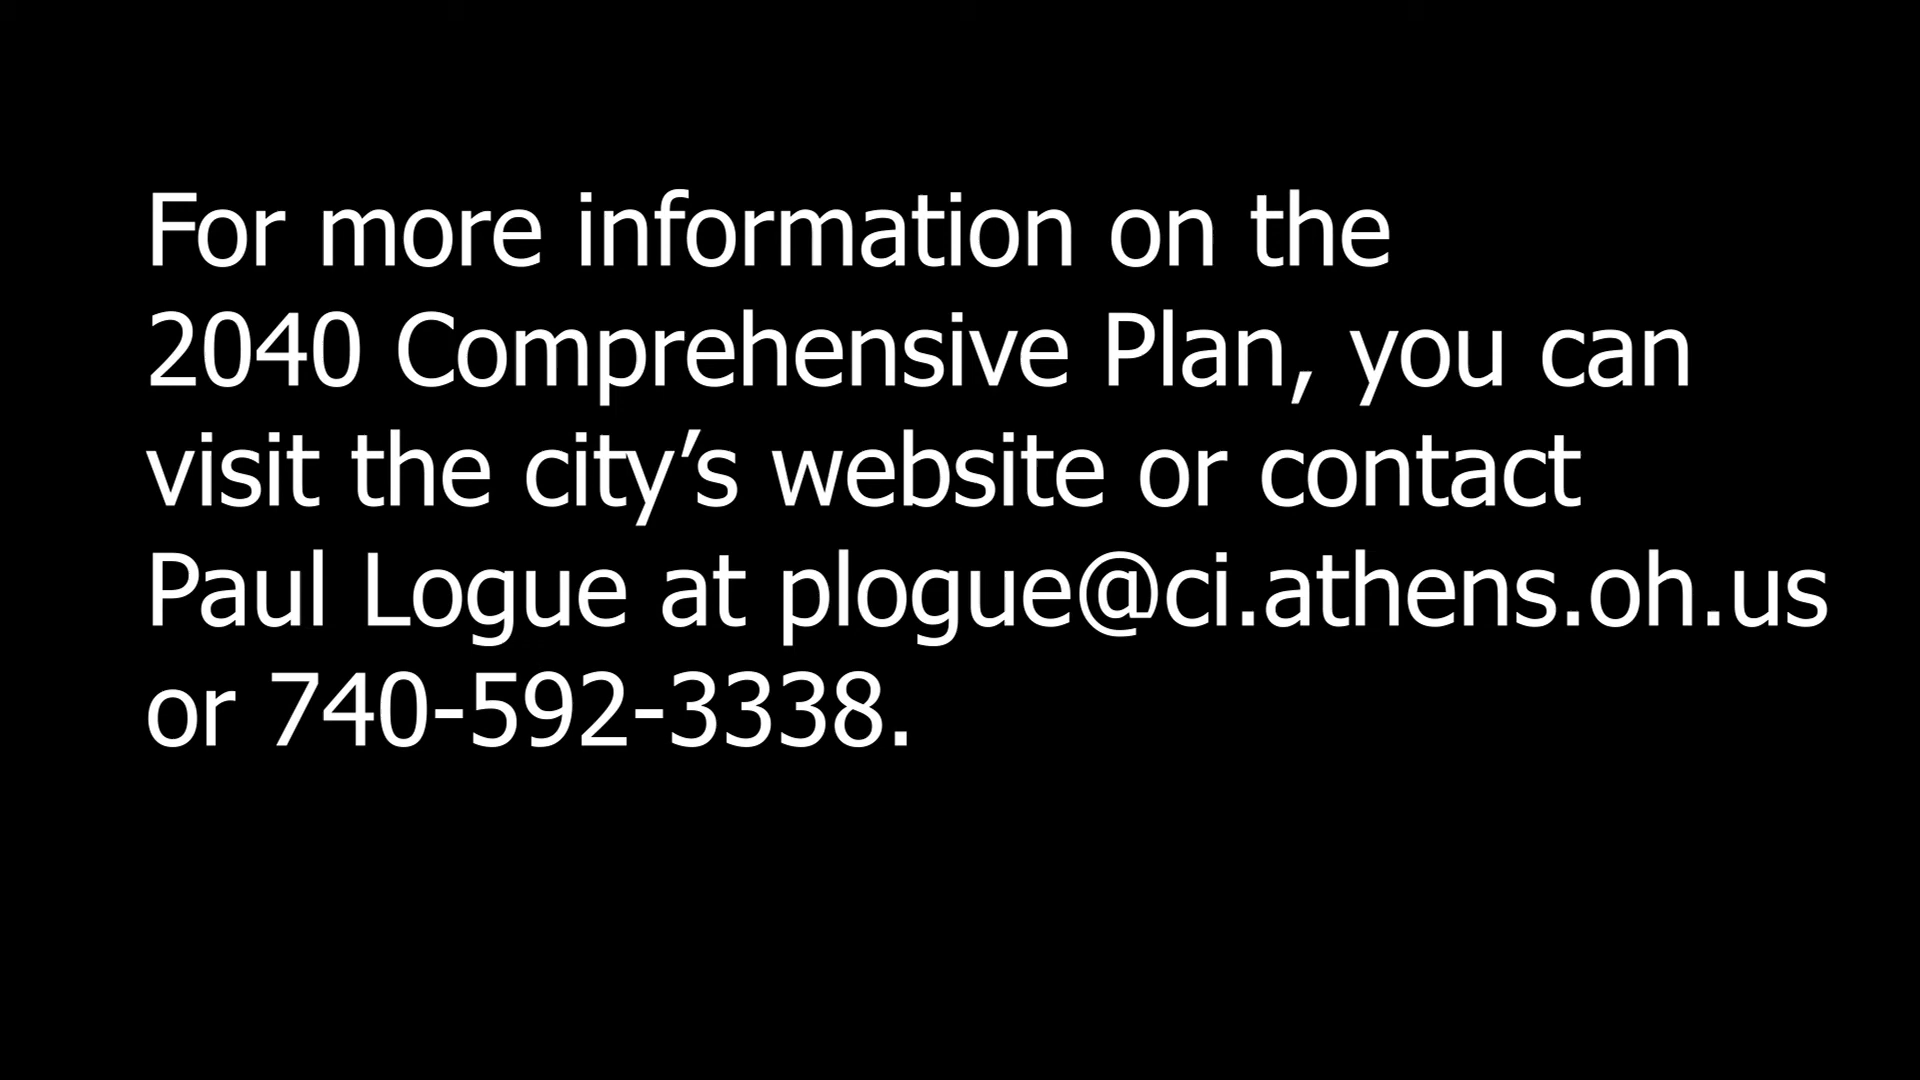 For more information on the
2040 Comprehensive Plan, you can
visit the city’s website or contact
Paul Logue at plogue@ci.athens.oh.us
or 740-592-3338.